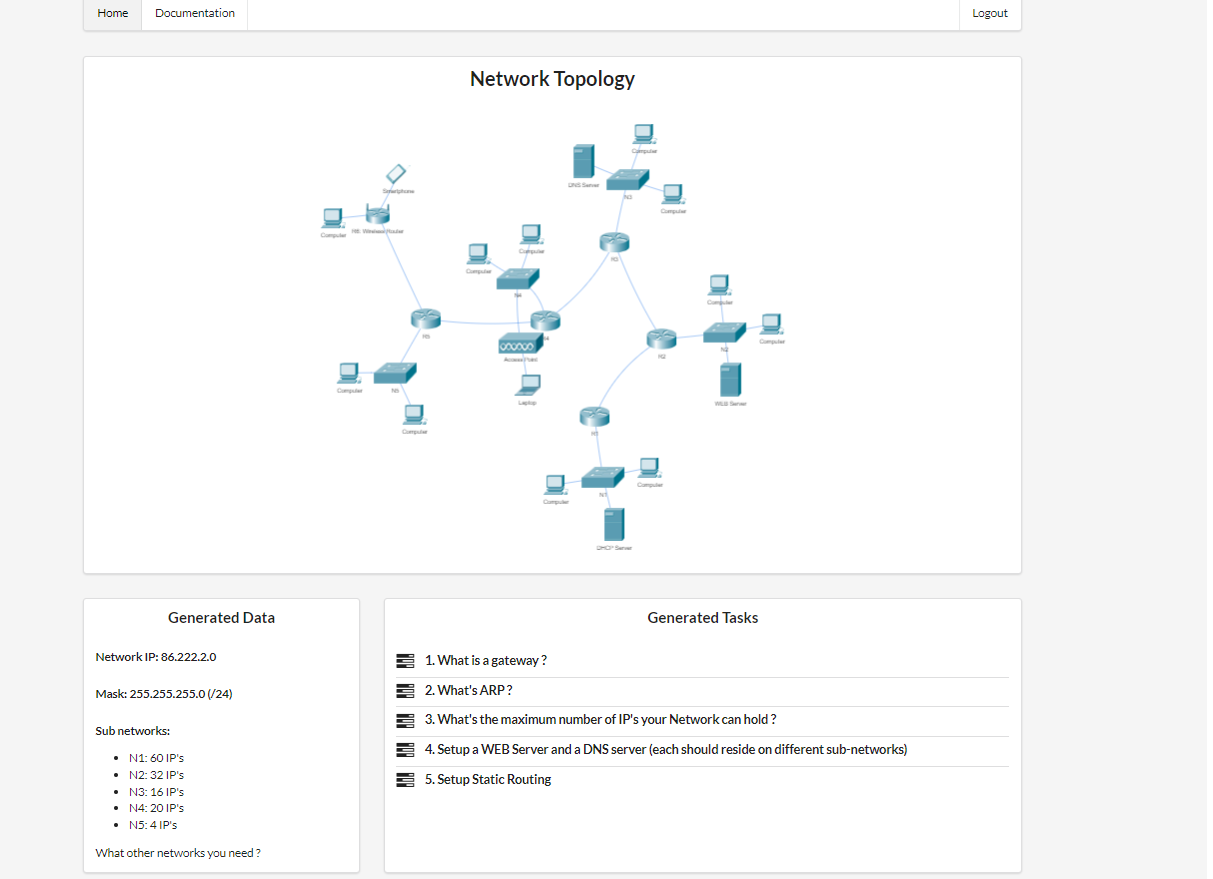 Home Documentation Logout
Network Topology
Computer
DNS Server
N3
Smartphone
Computer
Computer
Computer
Computer
N4
R3
Computer
R5
Computer
N2
Access Point
R2
Computer
N5
Laptop
WEB Server
Computer
R1
Computer
N1
Computer
DHCP Server
Generated Data
Network IP: 86.222.2.0
Mask: 255.255.255.0 (/24)
Sub networks:
N1: 60 IP's
N2: 32 IP's
N3: 16 IP's
N4: 20 IP's
N5: 4 IP's
What other networks you need ?
Generated Tasks
1. What is a gateway ?
2. What's ARP ?
3. What's the maximum number of IP's your Network can hold ?
4. Setup a WEB Server and a DNS server (each should reside on different sub-networks)
5. Setup Static Routing